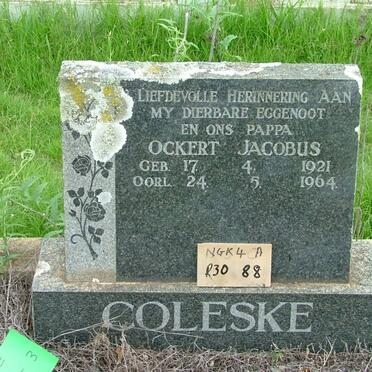 LIEFDEVOLLE HERINNERING AAN
MY DIERBARE EGGENOOT
EN ONS PAPPA
OCKERT JACOBUS
GEB. 17. 4. 1921
OORL. 24. 5. 1964
NGK4 A
R30 88
COLESKE
3